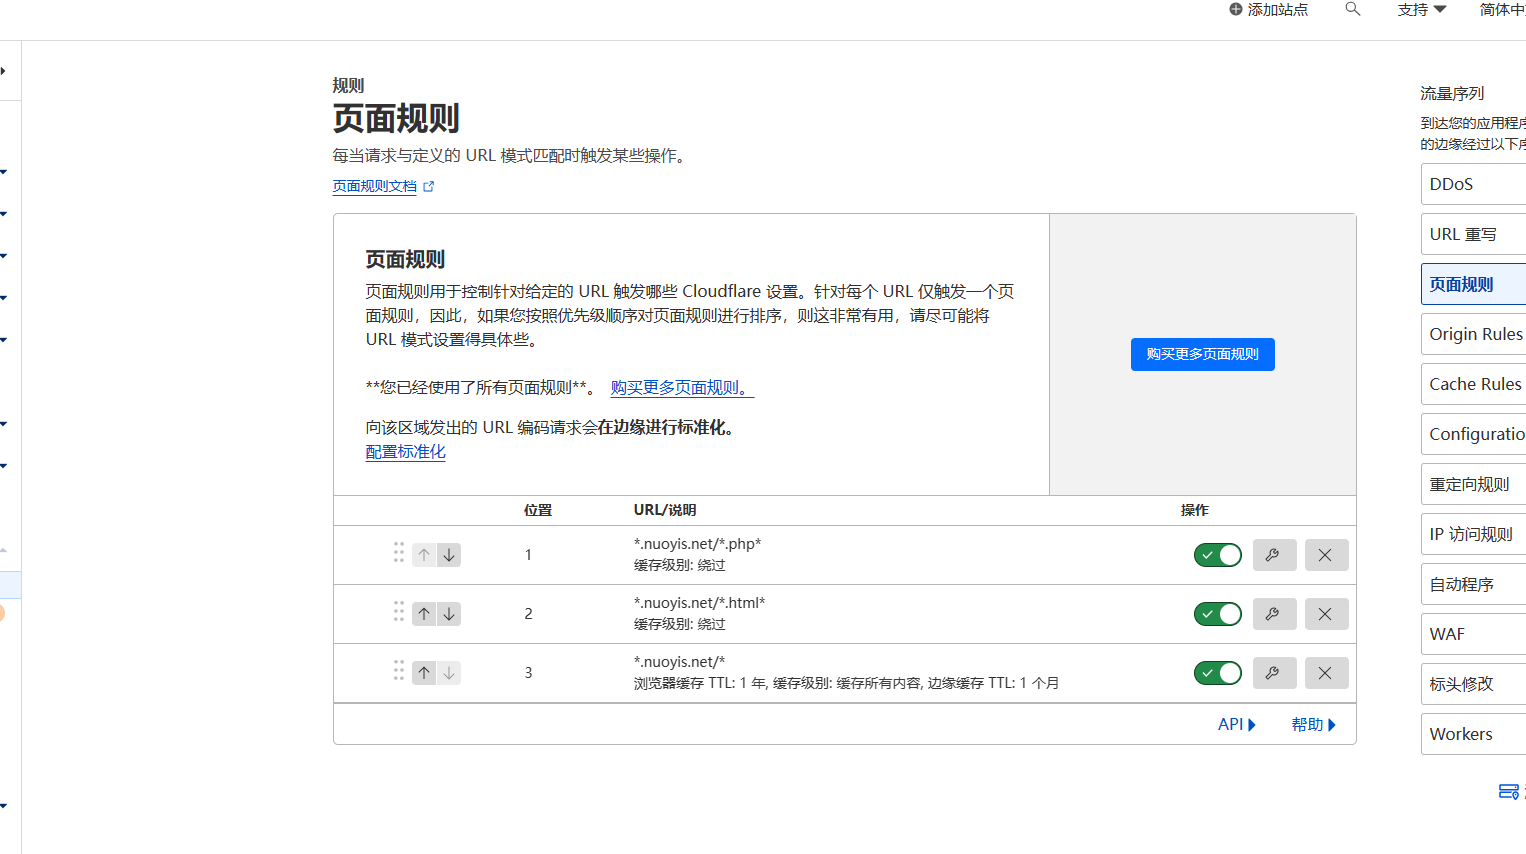 添加站点
支持
简体中
规则
页面规则
每当请求与定义的 URL 模式匹配时触发某些操作。
页面规则文档
页面规则
页面规则用于控制针对给定的 URL 触发哪些 Cloudflare 设置。针对每个 URL 仅触发一个页
面规则，因此，如果您按照优先级顺序对页面规则进行排序，则这非常有用，请尽可能将
URL 模式设置得具体些。
**您已经使用了所有页面规则**。 购买更多页面规则。
向该区域发出的 URL 编码请求会在边缘进行标准化。
配置标准化
购买更多页面规则
位置 URL/说明 操作
1 *.nuoyis.net/*.php*
缓存级别: 绕过
2 *.nuoyis.net/*.html*
缓存级别: 绕过
3 *.nuoyis.net/*
浏览器缓存 TTL: 1 年, 缓存级别: 缓存所有内容, 边缘缓存 TTL: 1 个月
API 帮助
流量序列
到达您的应用程序
的边缘经过以下序
DDoS
URL 重写
页面规则
Origin Rules
Cache Rules
Configuratio
重定向规则
IP 访问规则
自动程序
WAF
标头修改
Workers